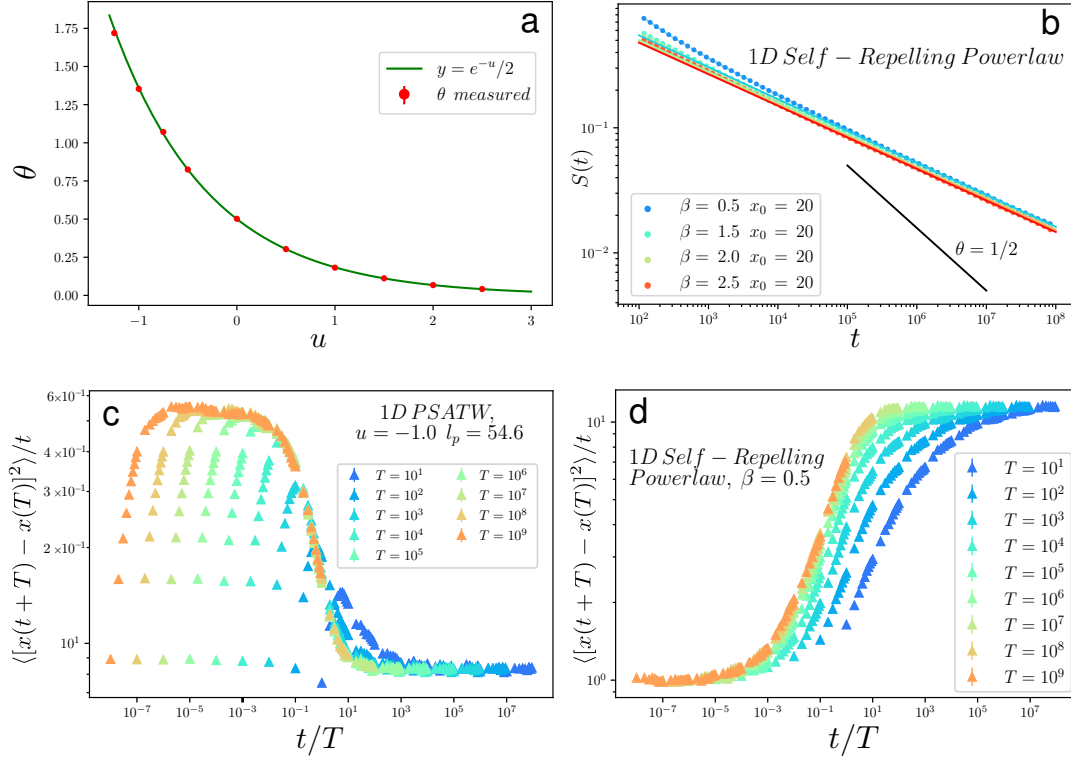 a
1.75
1.50
1.25
1.00
0.75
0.50
0.25
0.00
θ
y = e^{-u}/2
θ measured
−1
0
1
2
3
u
b
1D Self − Repelling Powerlaw
10^{-1}
10^{-2}
S(t)
β = 0.5 x_0 = 20
β = 1.5 x_0 = 20
β = 2.0 x_0 = 20
β = 2.5 x_0 = 20
θ = 1/2
10^2
10^3
10^4
10^5
10^6
10^7
10^8
t
c
1D PSATW,
u = −1.0 l_p = 54.6
6×10^{-1}
4×10^{-1}
3×10^{-1}
2×10^{-1}
10^{-1}
⟨[x(t + T) − x(T)]^2⟩/t
T = 10^1
T = 10^2
T = 10^3
T = 10^4
T = 10^5
T = 10^6
T = 10^7
T = 10^8
T = 10^9
10^{-7}
10^{-5}
10^{-3}
10^{-1}
10^1
10^3
10^5
10^7
t/T
d
1D Self − Repelling
Powerlaw, β = 0.5
10^1
10^0
⟨[x(t + T) − x(T)]^2⟩/t
T = 10^1
T = 10^2
T = 10^3
T = 10^4
T = 10^5
T = 10^6
T = 10^7
T = 10^8
T = 10^9
10^{-7}
10^{-5}
10^{-3}
10^{-1}
10^1
10^3
10^5
10^7
t/T